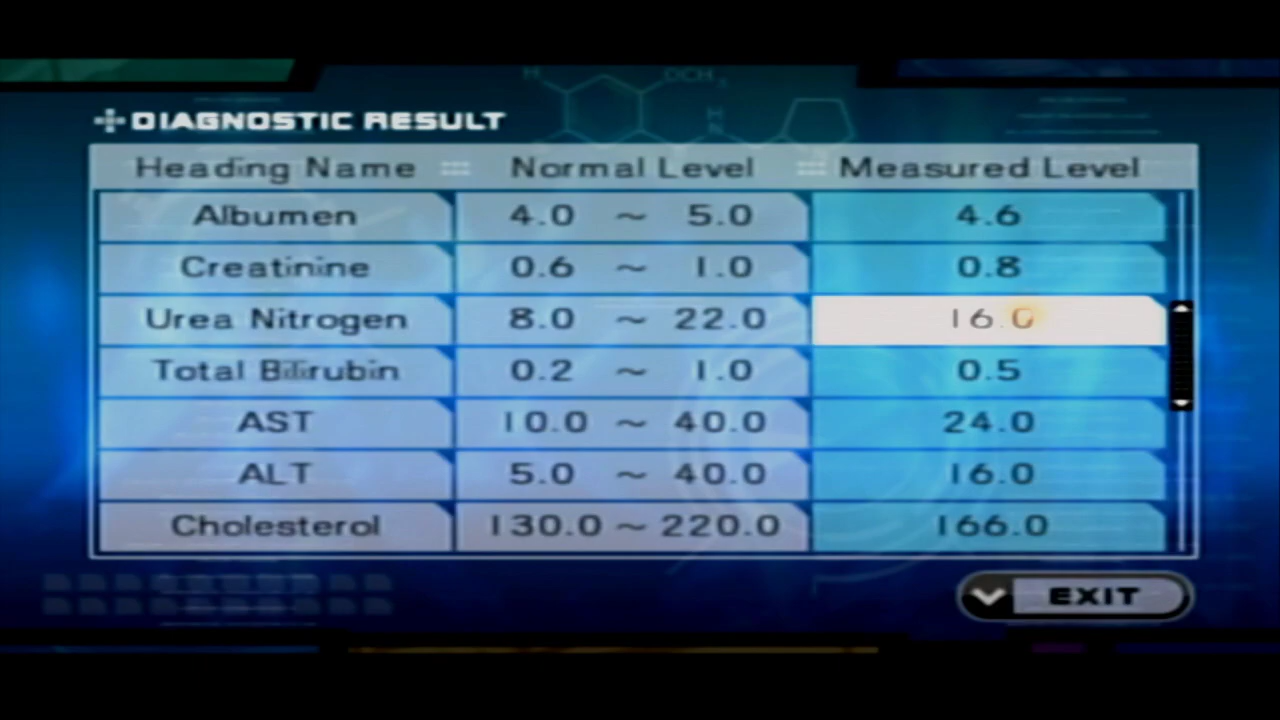 H OCH3
H
N
DIAGNOSTIC RESULT
Heading Name Normal Level Measured Level
Albumen 4.0 ~ 5.0 4.6
Creatinine 0.6 ~ 1.0 0.8
Urea Nitrogen 8.0 ~ 22.0 16.0
Total Bilirubin 0.2 ~ 1.0 0.5
AST 10.0 ~ 40.0 24.0
ALT 5.0 ~ 40.0 16.0
Cholesterol 130.0 ~ 220.0 166.0
EXIT